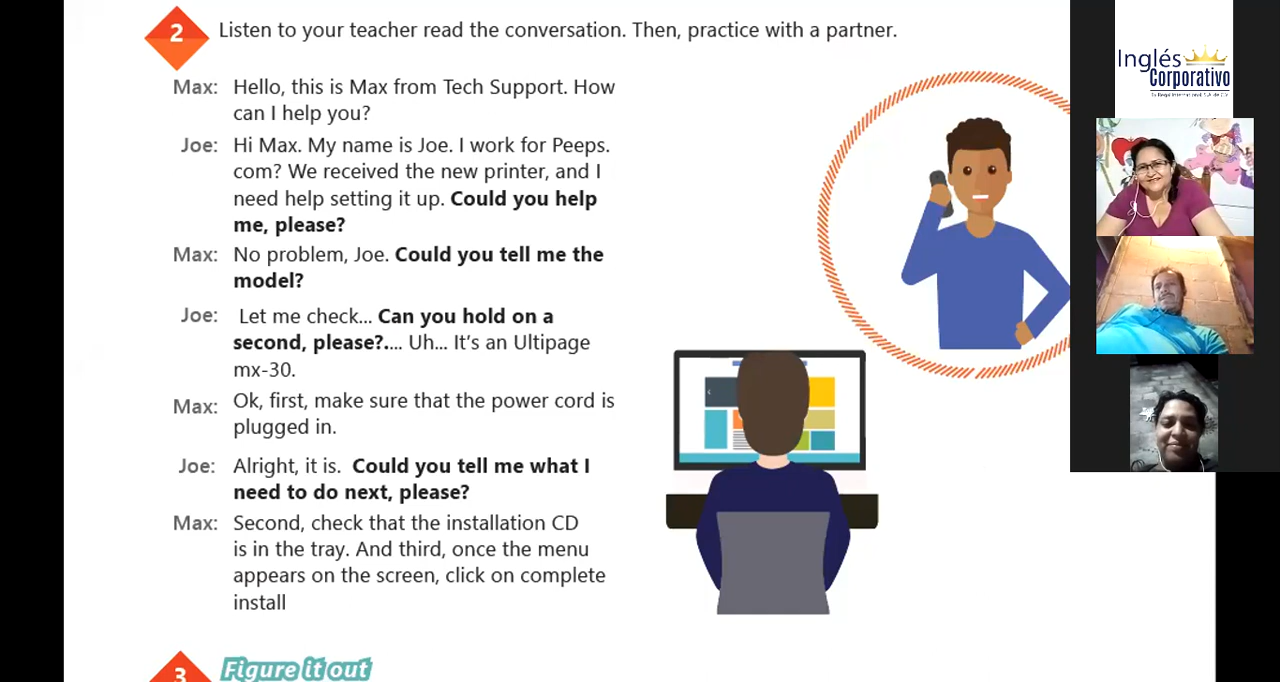 2
Listen to your teacher read the conversation. Then, practice with a partner.
Max: Hello, this is Max from Tech Support. How
can I help you?
Joe: Hi Max. My name is Joe. I work for Peeps.
com? We received the new printer, and I
need help setting it up. Could you help
me, please?
Max: No problem, Joe. Could you tell me the
model?
Joe: Let me check... Can you hold on a
second, please?.... Uh... It's an Ultipage
mx-30.
Max: Ok, first, make sure that the power cord is
plugged in.
Joe: Alright, it is. Could you tell me what I
need to do next, please?
Max: Second, check that the installation CD
is in the tray. And third, once the menu
appears on the screen, click on complete
install
3
Figure it out
Inglés
Corporativo